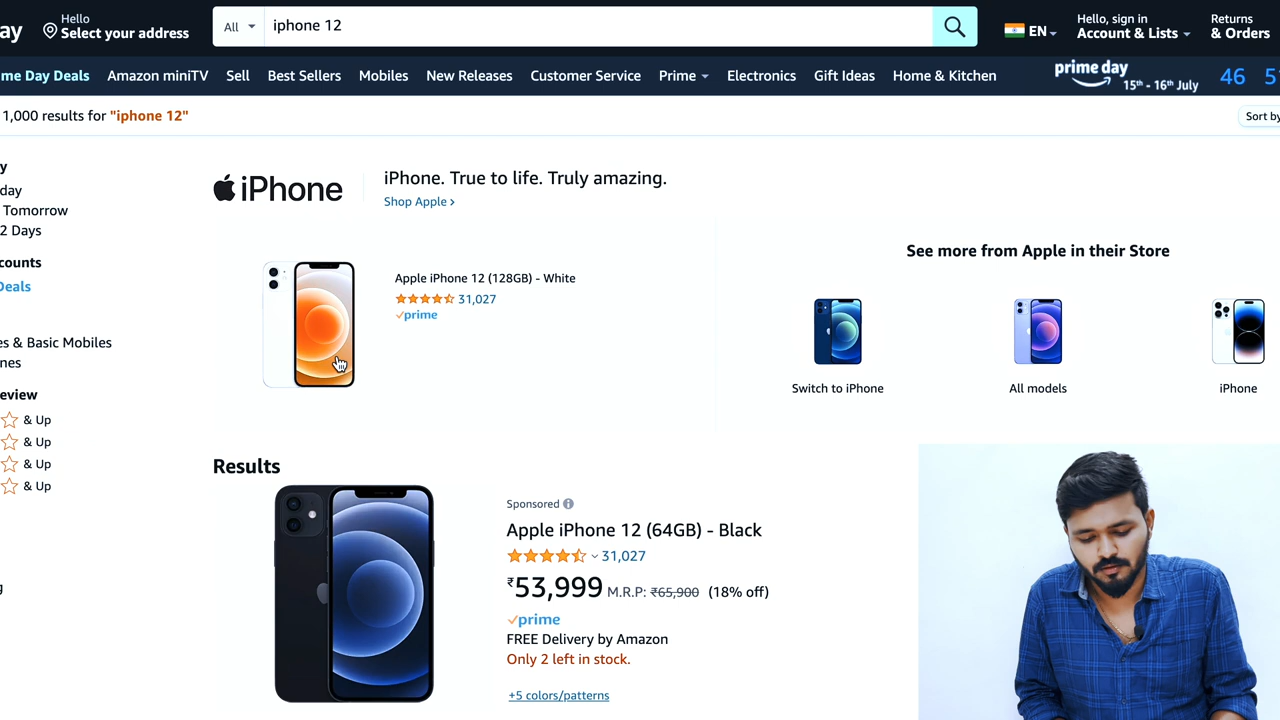 ay
Hello
Select your address
All
iphone 12
EN
Hello, sign in
Account & Lists
Returns
& Orders
me Day Deals
Amazon miniTV
Sell
Best Sellers
Mobiles
New Releases
Customer Service
Prime
Electronics
Gift Ideas
Home & Kitchen
prime day
15th - 16th July
46
51
1,000 results for "iphone 12"
Sort by
y
day
Tomorrow
2 Days
counts
Deals
es & Basic Mobiles
nes
eview
& Up
& Up
& Up
& Up
g
iPhone
iPhone. True to life. Truly amazing.
Shop Apple ›
Apple iPhone 12 (128GB) - White
31,027
prime
See more from Apple in their Store
Switch to iPhone
All models
iPhone
Results
Sponsored
Apple iPhone 12 (64GB) - Black
31,027
₹53,999 M.R.P: ₹65,900 (18% off)
prime
FREE Delivery by Amazon
Only 2 left in stock.
+5 colors/patterns